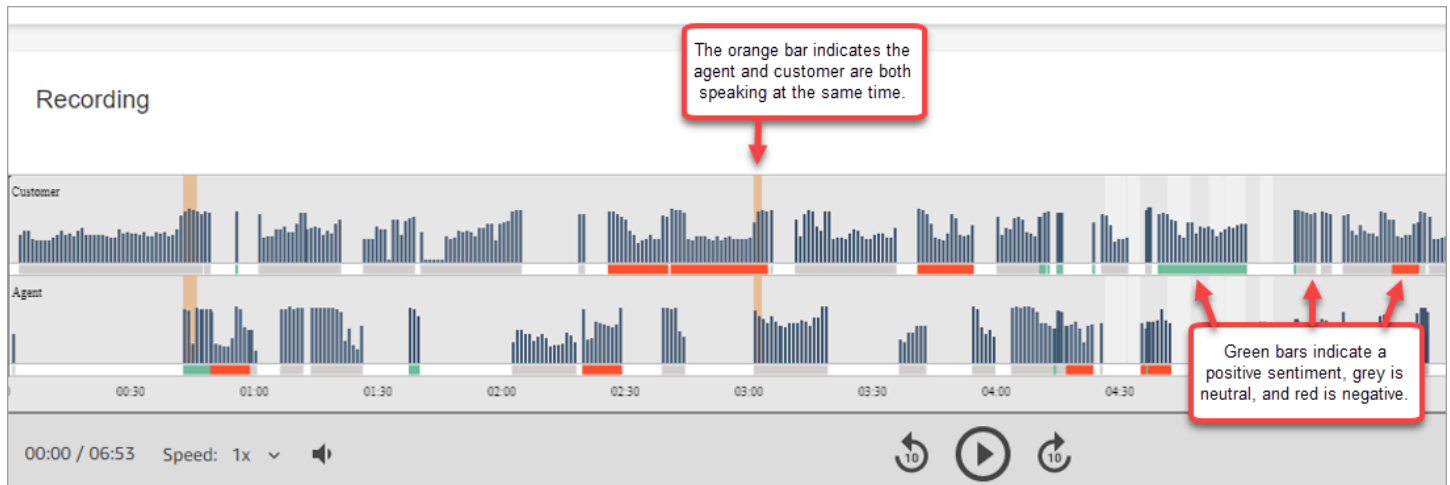 The orange bar indicates the
agent and customer are both
speaking at the same time.
Recording
Customer
Agent
Green bars indicate a
positive sentiment, grey is
neutral, and red is negative.
00:30 01:00 01:30 02:00 02:30 03:00 03:30 04:00 04:30
00:00 / 06:53 Speed: 1x
10 10